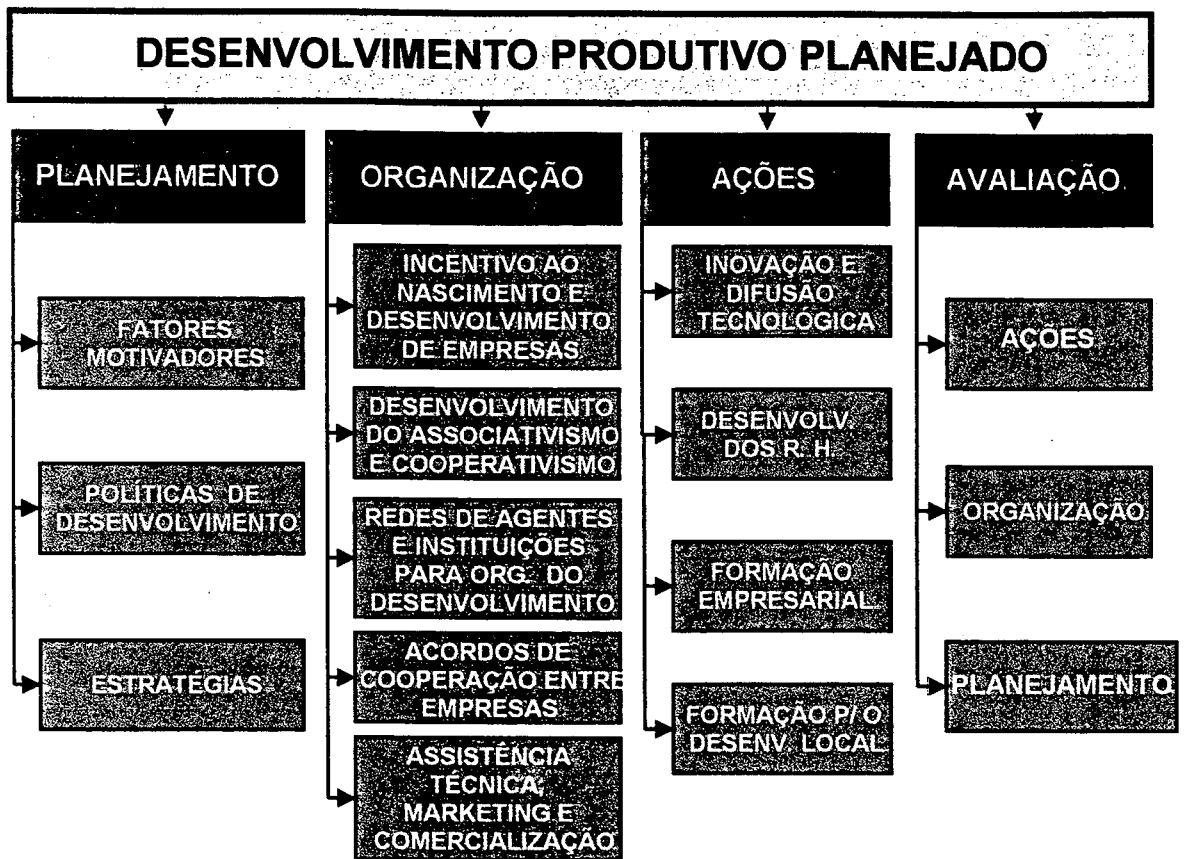 DESENVOLVIMENTO PRODUTIVO PLANEJADO
PLANEJAMENTO
FATORES
MOTIVADORES
POLÍTICAS DE
DESENVOLVIMENTO
ESTRATÉGIAS
ORGANIZAÇÃO
INCENTIVO AO
NASCIMENTO E
DESENVOLVIMENTO
DE EMPRESAS
DESENVOLVIMENTO
DO ASSOCIATIVISMO
E COOPERATIVISMO
REDES DE AGENTES
E INSTITUIÇÕES
PARA ORG. DO
DESENVOLVIMENTO
ACORDOS DE
COOPERAÇÃO ENTRE
EMPRESAS
ASSISTÊNCIA
TÉCNICA,
MARKETING E
COMERCIALIZAÇÃO
AÇÕES
INOVAÇÃO E
DIFUSÃO
TECNOLÓGICA
DESENVOLV.
DOS R. H.
FORMAÇÃO
EMPRESARIAL.
FORMAÇÃO P/ O
DESENV. LOCAL
AVALIAÇÃO.
AÇÕES
ORGANIZAÇÃO
PLANEJAMENTO